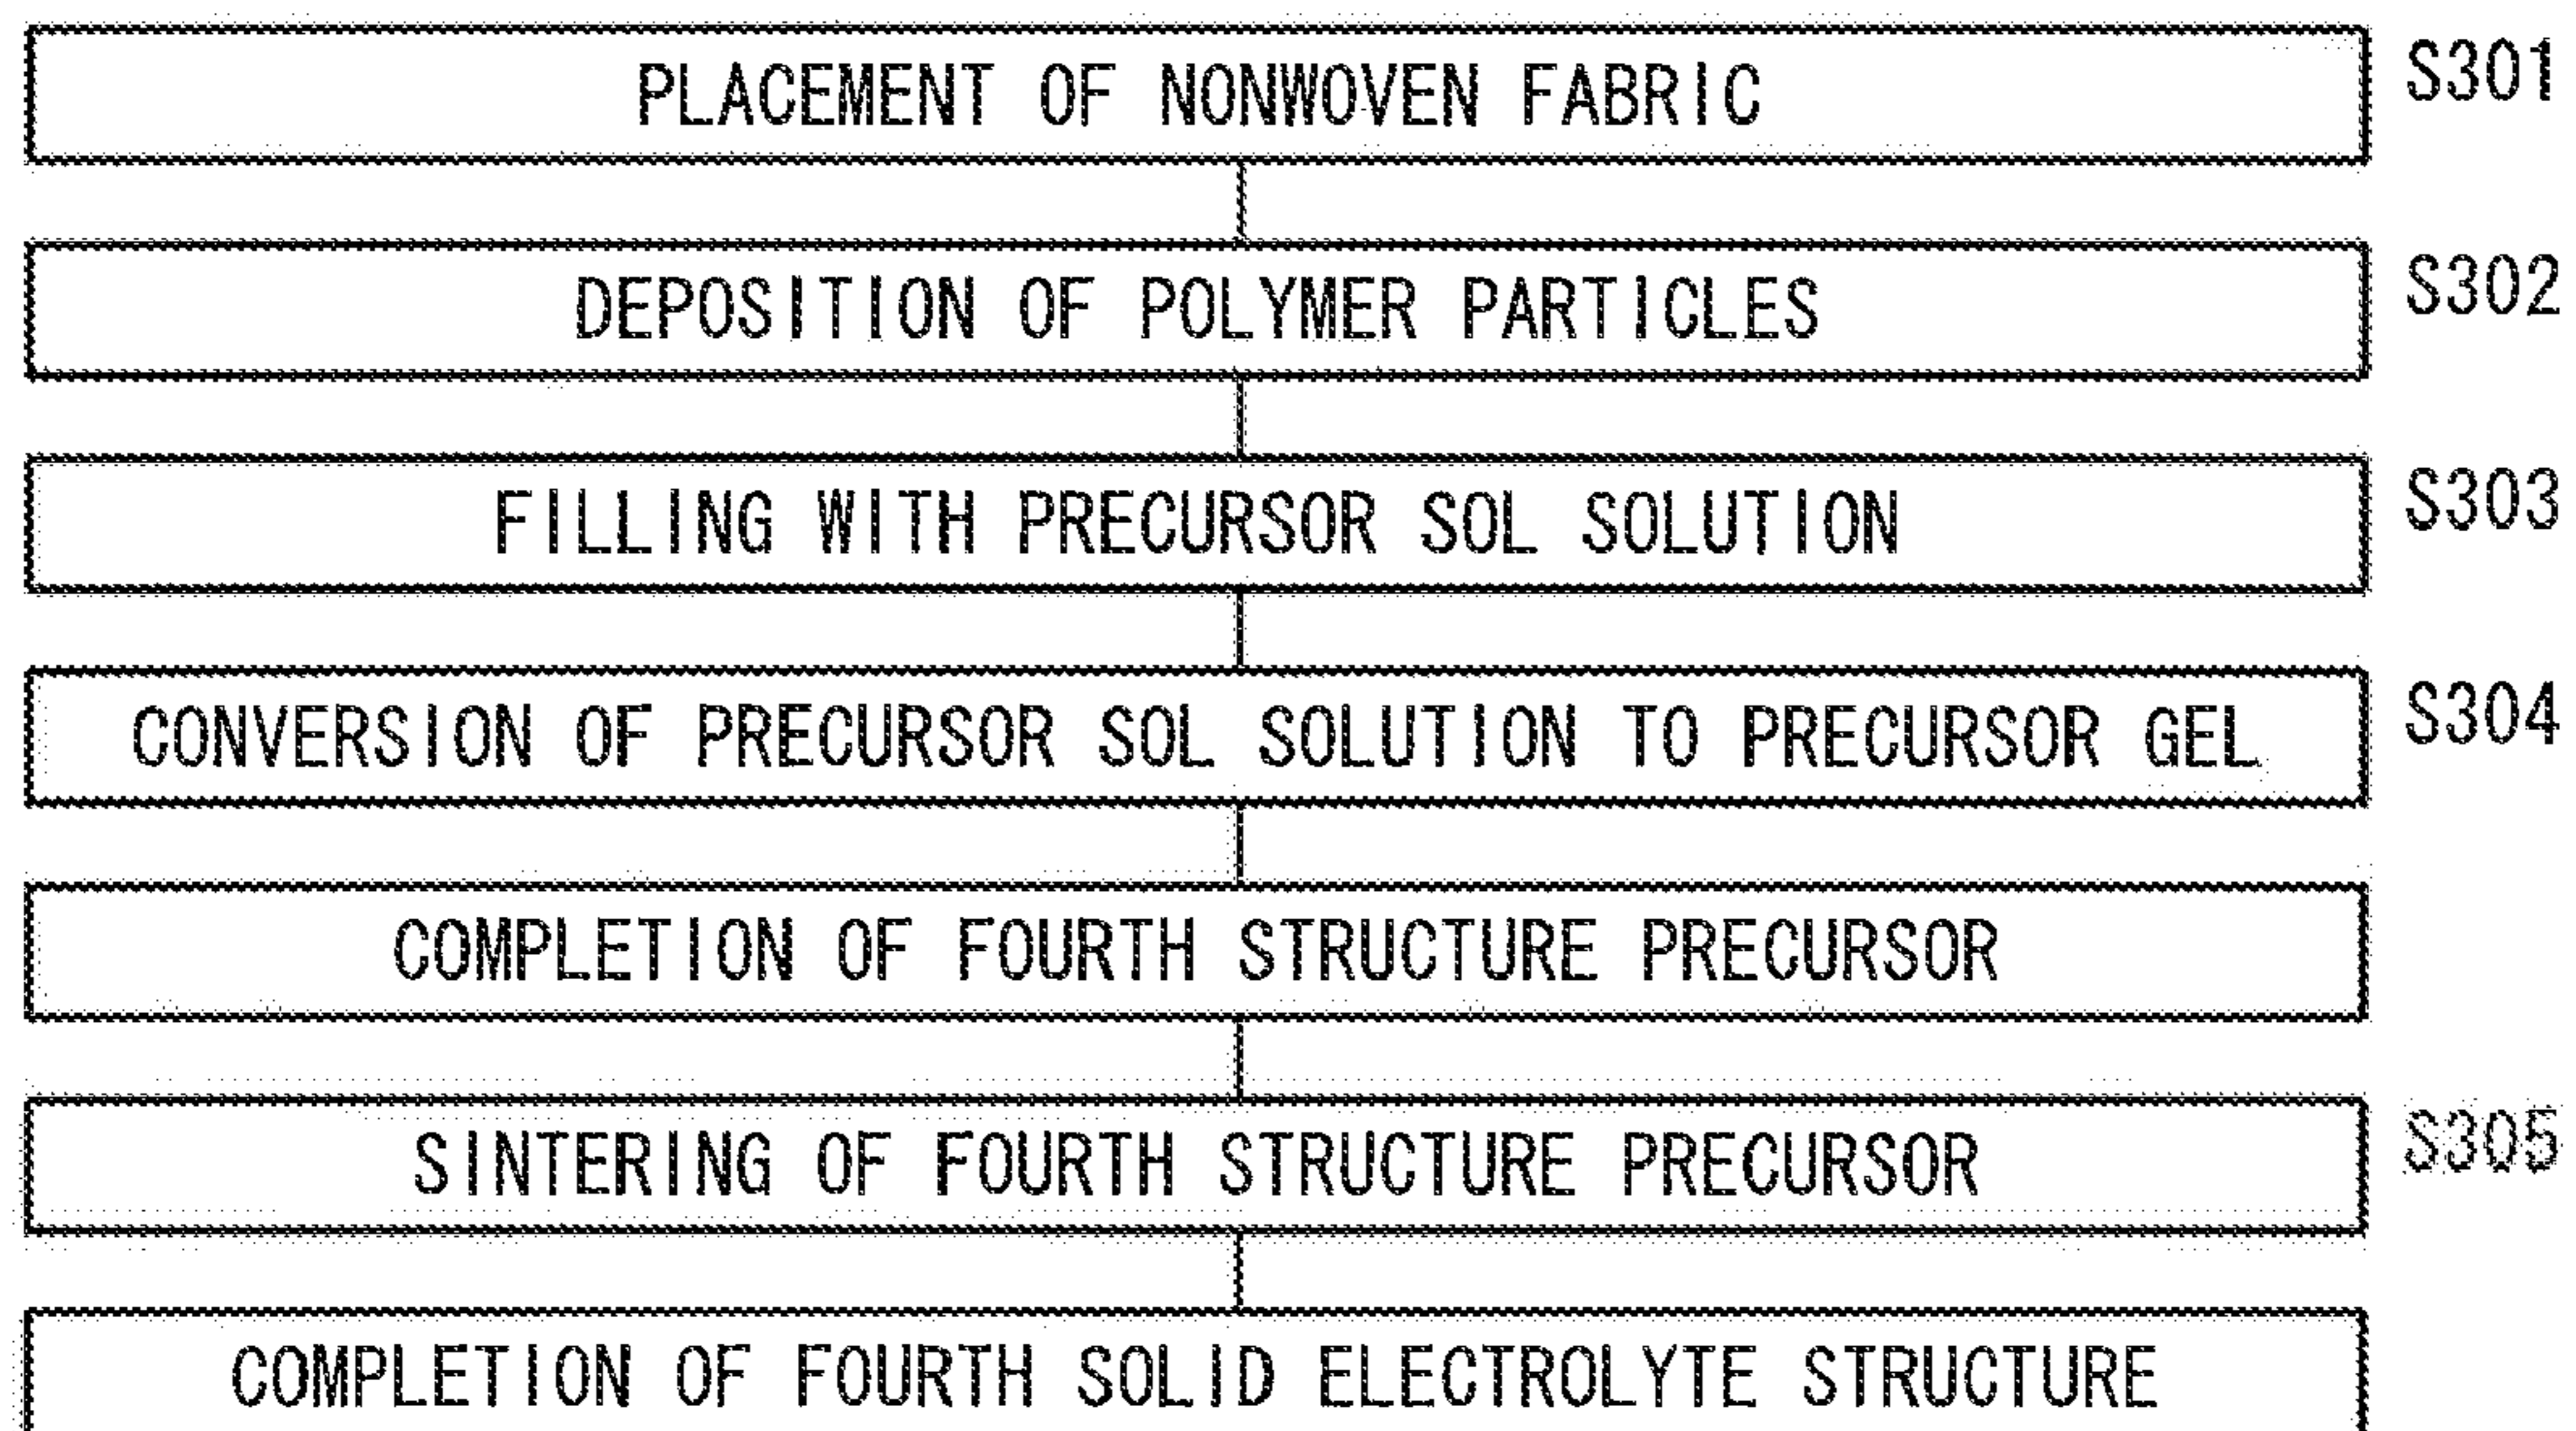 PLACEMENT OF NONWOVEN FABRIC S301
DEPOSITION OF POLYMER PARTICLES S302
FILLING WITH PRECURSOR SOL SOLUTION S303
CONVERSION OF PRECURSOR SOL SOLUTION TO PRECURSOR GEL S304
COMPLETION OF FOURTH STRUCTURE PRECURSOR
SINTERING OF FOURTH STRUCTURE PRECURSOR S305
COMPLETION OF FOURTH SOLID ELECTROLYTE STRUCTURE